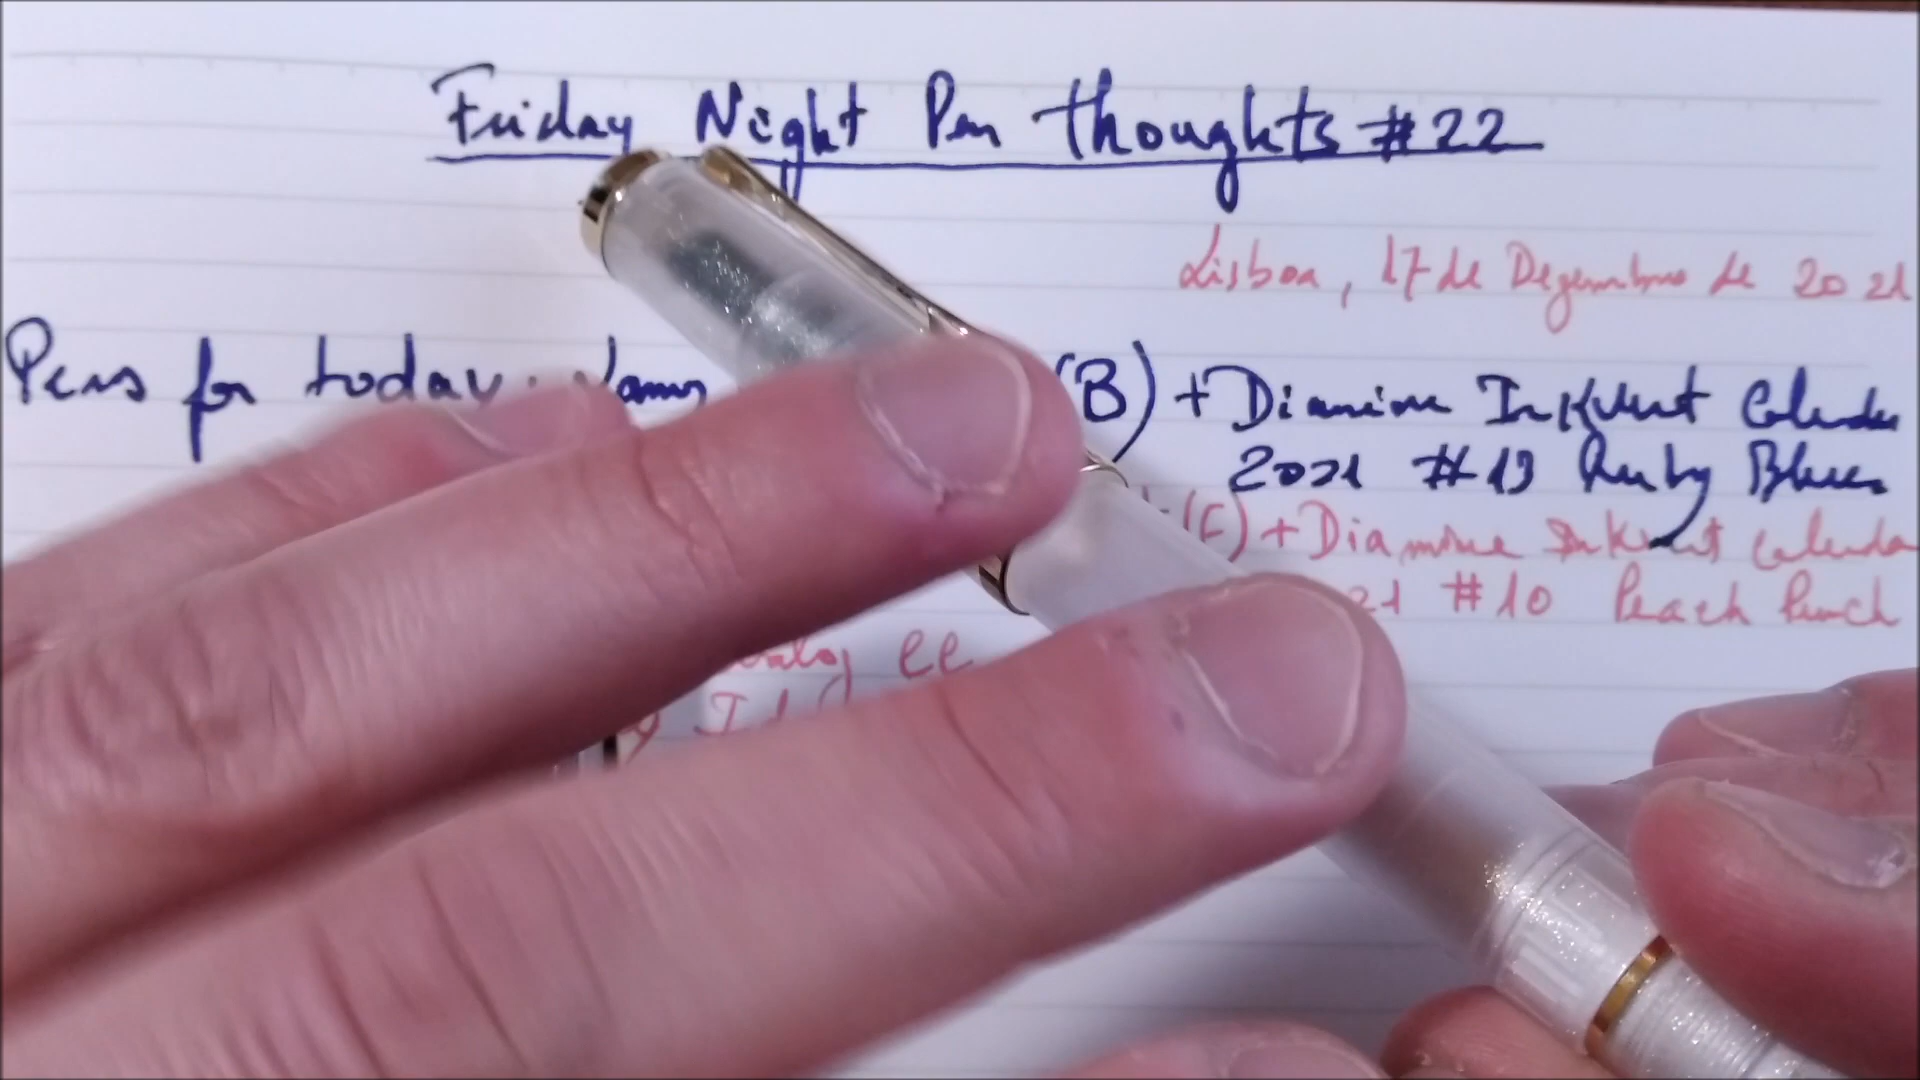 Friday Night Pen Thoughts #22
Lisboa, 17 de Dezembro de 2021
Pens for today: (B) + Diamine InkVent Calendar
2021 #19 Ruby Blues
(F) + Diamine InkVent Calendar
21 #10 Peach Punch